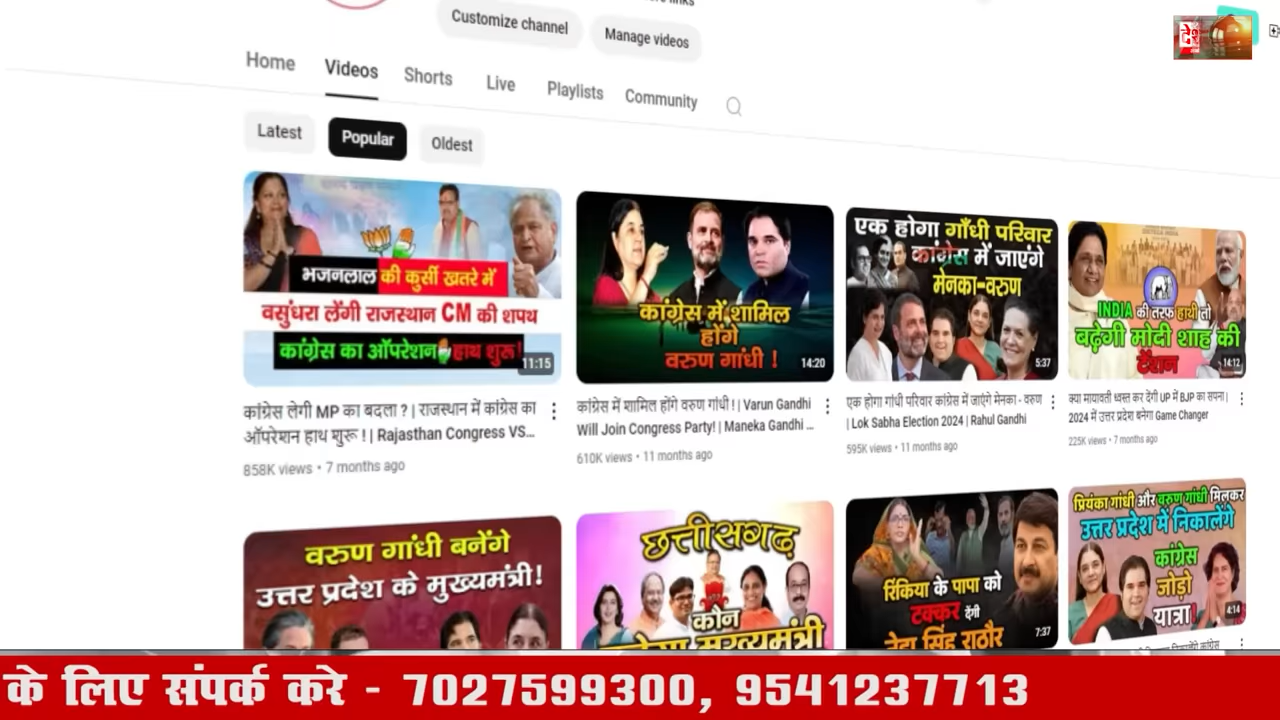 Customize channel
Manage videos
Home
Videos
Shorts
Live
Playlists
Community
Latest
Popular
Oldest
भजनलाल की कुर्सी खतरे में
वसुंधरा लेंगी राजस्थान CM की शपथ
कांग्रेस का ऑपरेशन हाथ शुरू !
11:15
कांग्रेस लेगी MP का बदला ? | राजस्थान में कांग्रेस का
ऑपरेशन हाथ शुरू ! | Rajasthan Congress VS...
858K views • 7 months ago
कांग्रेस में शामिल
होंगे
वरुण गांधी !
14:20
कांग्रेस में शामिल होंगे वरुण गांधी ! | Varun Gandhi
Will Join Congress Party! | Maneka Gandhi ...
610K views • 11 months ago
एक होगा गाँधी परिवार
कांग्रेस में जाएंगे
मेनका-वरुण
5:37
एक होगा गांधी परिवार कांग्रेस में जाएंगे मेनका - वरुण
| Lok Sabha Election 2024 | Rahul Gandhi
595K views • 11 months ago
INDIA की तरफ हाथी तो
बढ़ेगी मोदी शाह की
टेंशन
14:12
क्या मायावती ध्वस्त कर देंगी UP में BJP का सपना |
2024 में उत्तर प्रदेश बनेगा Game Changer
225K views • 7 months ago
वरुण गांधी बनेंगे
उत्तर प्रदेश के मुख्यमंत्री!
छत्तीसगढ़
कौन
मुख्यमंत्री
रिंकिया के पापा को
टक्कर देंगी
नेहा सिंह राठौर
7:37
प्रियंका गांधी और वरुण गांधी मिलकर
उत्तर प्रदेश में निकालेंगे
कांग्रेस
जोड़ो
यात्रा!
4:14
के लिए संपर्क करे - 7027599300, 9541237713